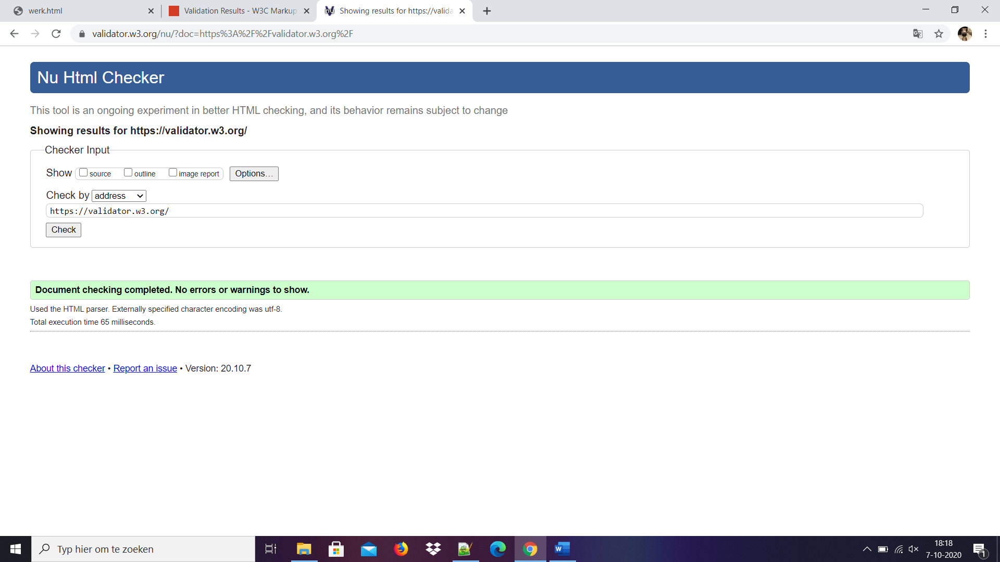 werk.html
Validation Results - W3C Markup
Showing results for https://valida
validator.w3.org/nu/?doc=https%3A%2F%2Fvalidator.w3.org%2F
Nu Html Checker
This tool is an ongoing experiment in better HTML checking, and its behavior remains subject to change
Showing results for https://validator.w3.org/
Checker Input
Show source outline image report Options…
Check by address
https://validator.w3.org/
Check
Document checking completed. No errors or warnings to show.
Used the HTML parser. Externally specified character encoding was utf-8.
Total execution time 65 milliseconds.
About this checker • Report an issue • Version: 20.10.7
Typ hier om te zoeken
18:18
7-10-2020
1